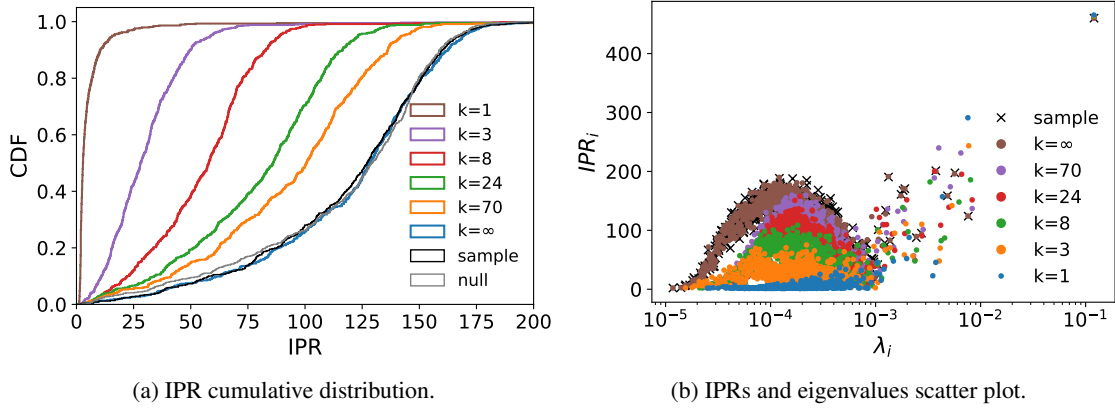 1.0
0.8
0.6
0.4
0.2
0.0
CDF
k=1
k=3
k=8
k=24
k=70
k=∞
sample
null
0
25
50
75
100
125
150
175
200
IPR
(a) IPR cumulative distribution.
400
300
200
100
0
IPRᵢ
sample
k=∞
k=70
k=24
k=8
k=3
k=1
10⁻⁵
10⁻⁴
10⁻³
10⁻²
10⁻¹
λᵢ
(b) IPRs and eigenvalues scatter plot.